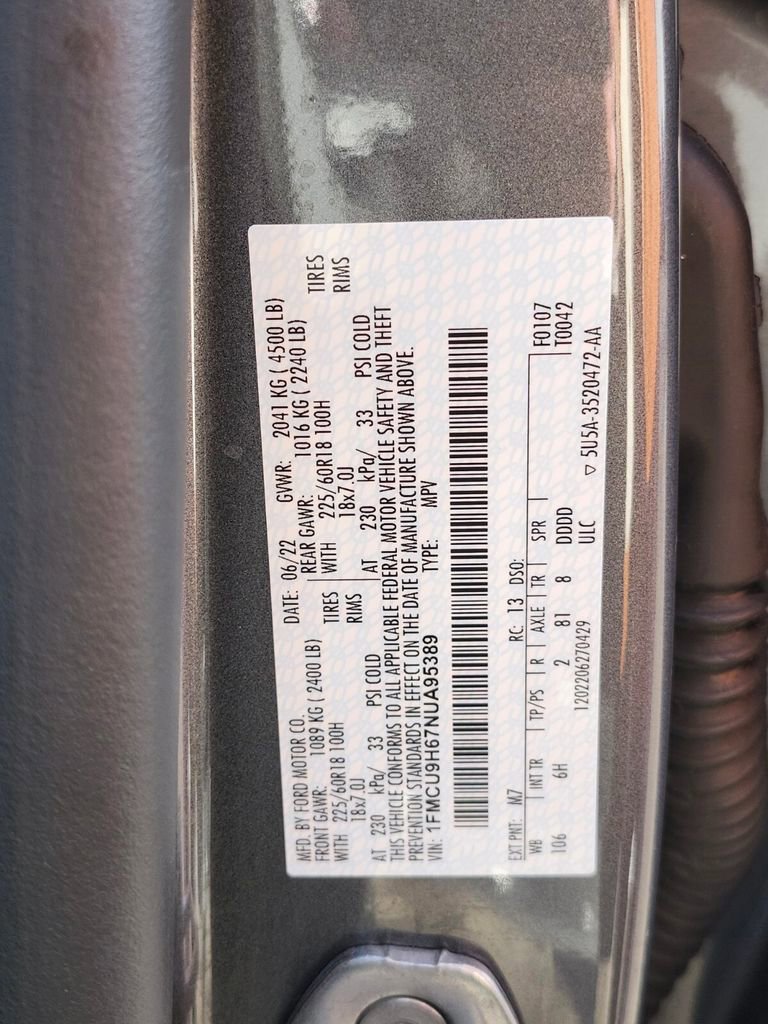 MFD. BY FORD MOTOR CO.
DATE: 06/22 GVWR: 2041 KG ( 4500 LB)
FRONT GAWR: 1089 KG ( 2400 LB) REAR GAWR: 1016 KG ( 2240 LB)
WITH 225/60R18 100H TIRES WITH 225/60R18 100H TIRES
18x7.0J RIMS 18x7.0J RIMS
AT 230 kPa/ 33 PSI COLD AT 230 kPa/ 33 PSI COLD
THIS VEHICLE CONFORMS TO ALL APPLICABLE FEDERAL MOTOR VEHICLE SAFETY AND THEFT
PREVENTION STANDARDS IN EFFECT ON THE DATE OF MANUFACTURE SHOWN ABOVE.
VIN: 1FMCU9H67NUA95389 TYPE: MPV
EXT PNT: M7 RC: 13 DSO: F0107
WB INT TR TP/PS R AXLE TR SPR T0042
106 6H 2 81 8 DDDD
1202206270429 ULC ▽ 5U5A-3520472-AA